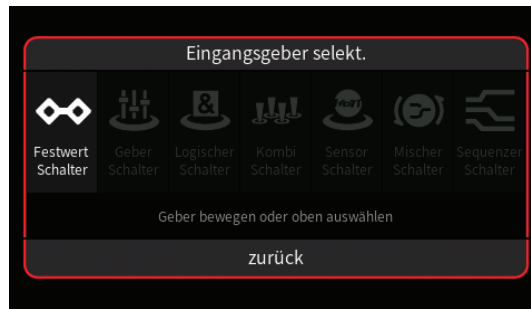 Eingangsgeber selekt.
Festwert Geber Logischer Kombi Sensor Mischer Sequenzer
Schalter Schalter Schalter Schalter Schalter Schalter Schalter
Geber bewegen oder oben auswählen
zurück